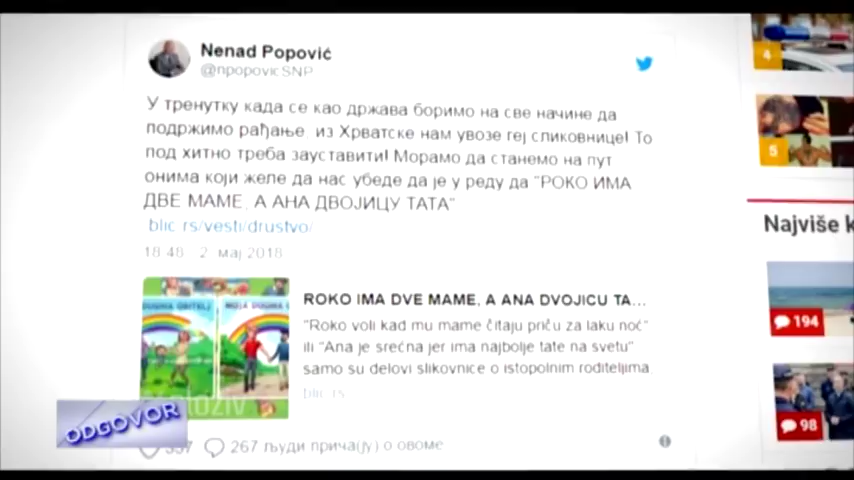 Nenad Popović
@npopovicSNP
У тренутку када се као држава боримо на све начине да
подржимо рађање из Хрватске нам увозе геј сликовнице! То
под хитно треба зауставити! Морамо да станемо на пут
онима који желе да нас убеде да је у реду да "РОКО ИМА
ДВЕ МАМЕ, А АНА ДВОЈИЦУ ТАТА"
blic.rs/vesti/drustvo/
18:48 2. мај 2018
ROKO IMA DVE MAME, A ANA DVOJICU TA...
"Roko voli kad mu mame čitaju priču za laku noć"
ili "Ana je srećna jer ima najbolje tate na svetu"
samo su delovi slikovnice o istopolnim roditeljima
blic.rs
267 људи прича(ју) о овоме
ODGOVOR
4
5
Najviše k
194
98